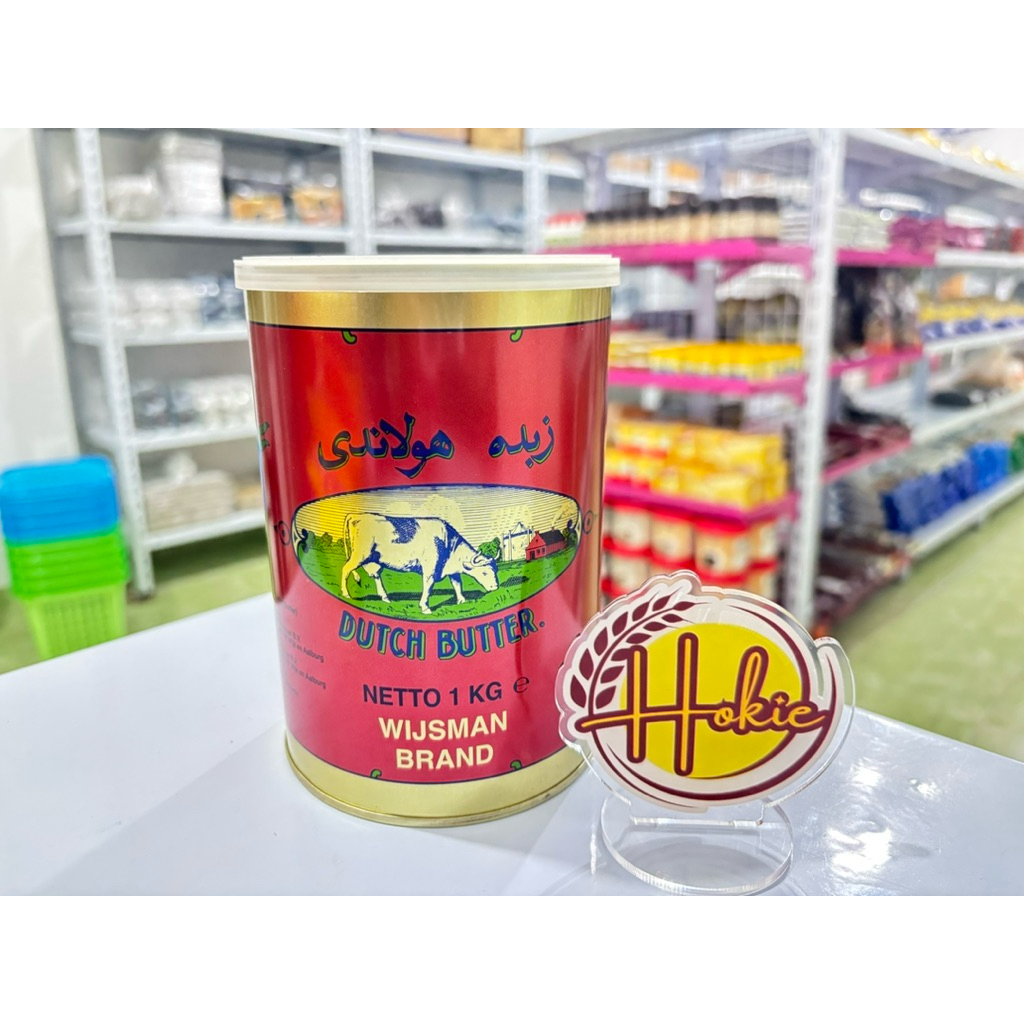 زبده هولاندی
DUTCH BUTTER.
NETTO 1 KG ℮
WIJSMAN
BRAND
Hokie